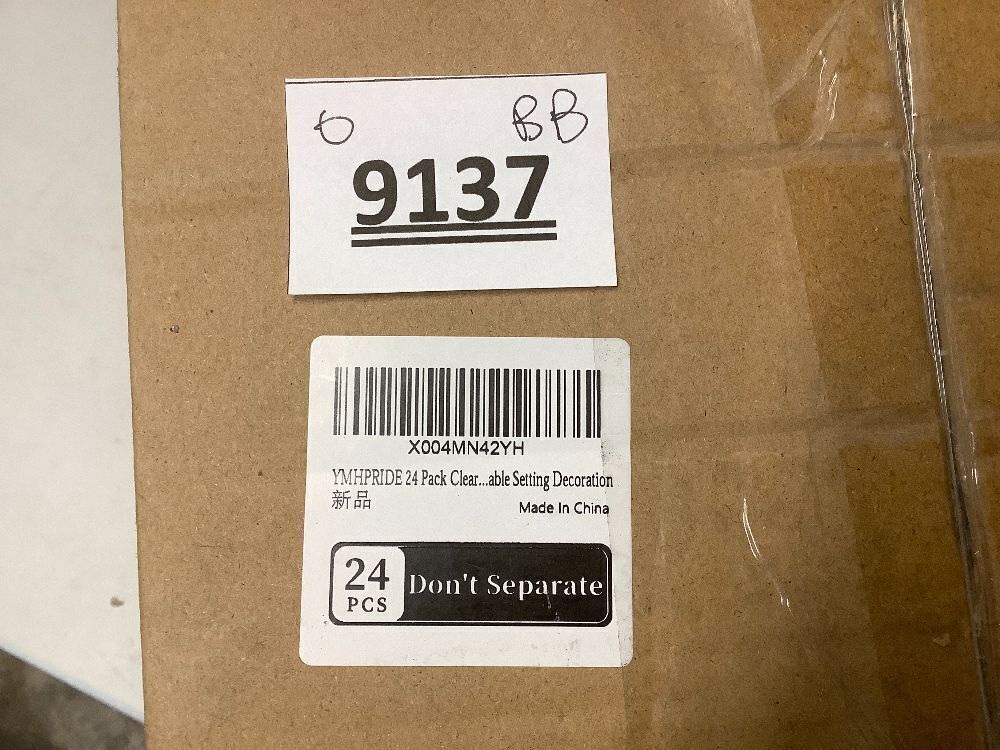 O BB
9137
X004MN42YH
YMHPRIDE 24 Pack Clear...able Setting Decoration
新品
Made In China
24 PCS
Don't Separate